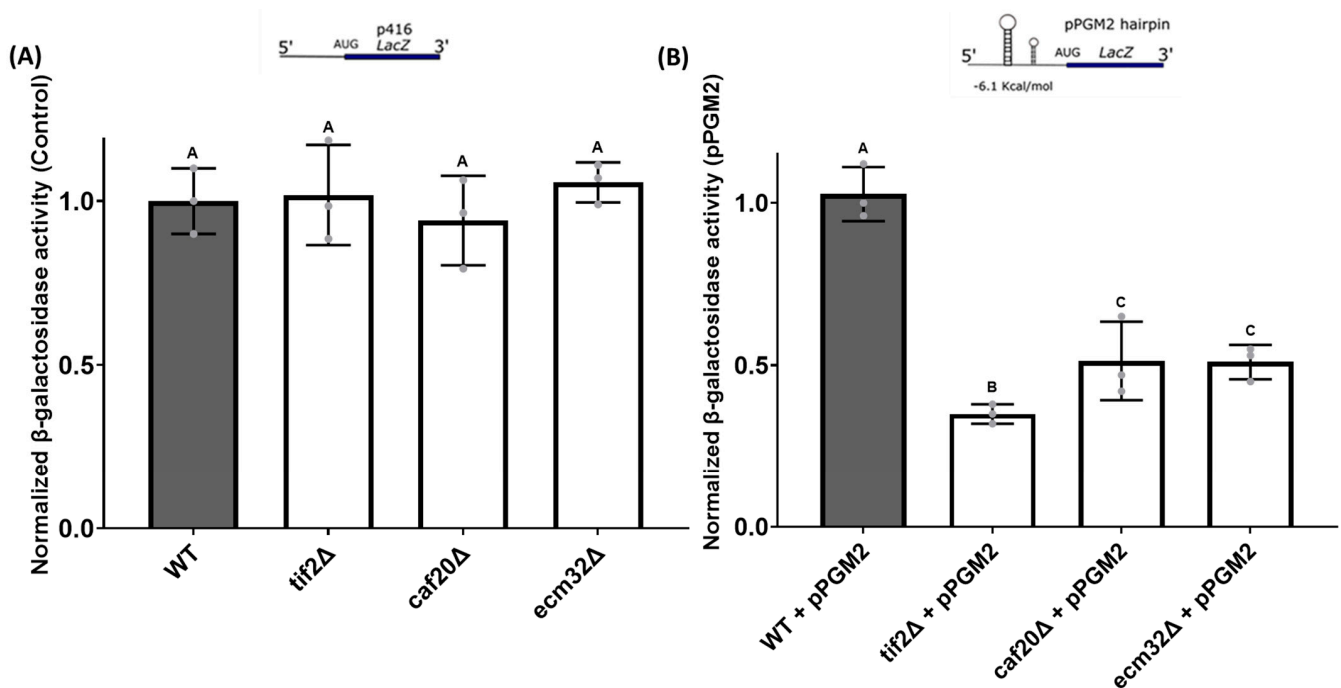 (A)
p416
5' AUG LacZ 3'
Normalized β-galactosidase activity (Control)
1.0
0.5
0.0
A
A
A
A
WT
tif2Δ
caf20Δ
ecm32Δ
(B)
pPGM2 hairpin
5' AUG LacZ 3'
-6.1 Kcal/mol
Normalized β-galactosidase activity (pPGM2)
1.0
0.5
0.0
A
B
C
C
WT + pPGM2
tif2Δ + pPGM2
caf20Δ + pPGM2
ecm32Δ + pPGM2